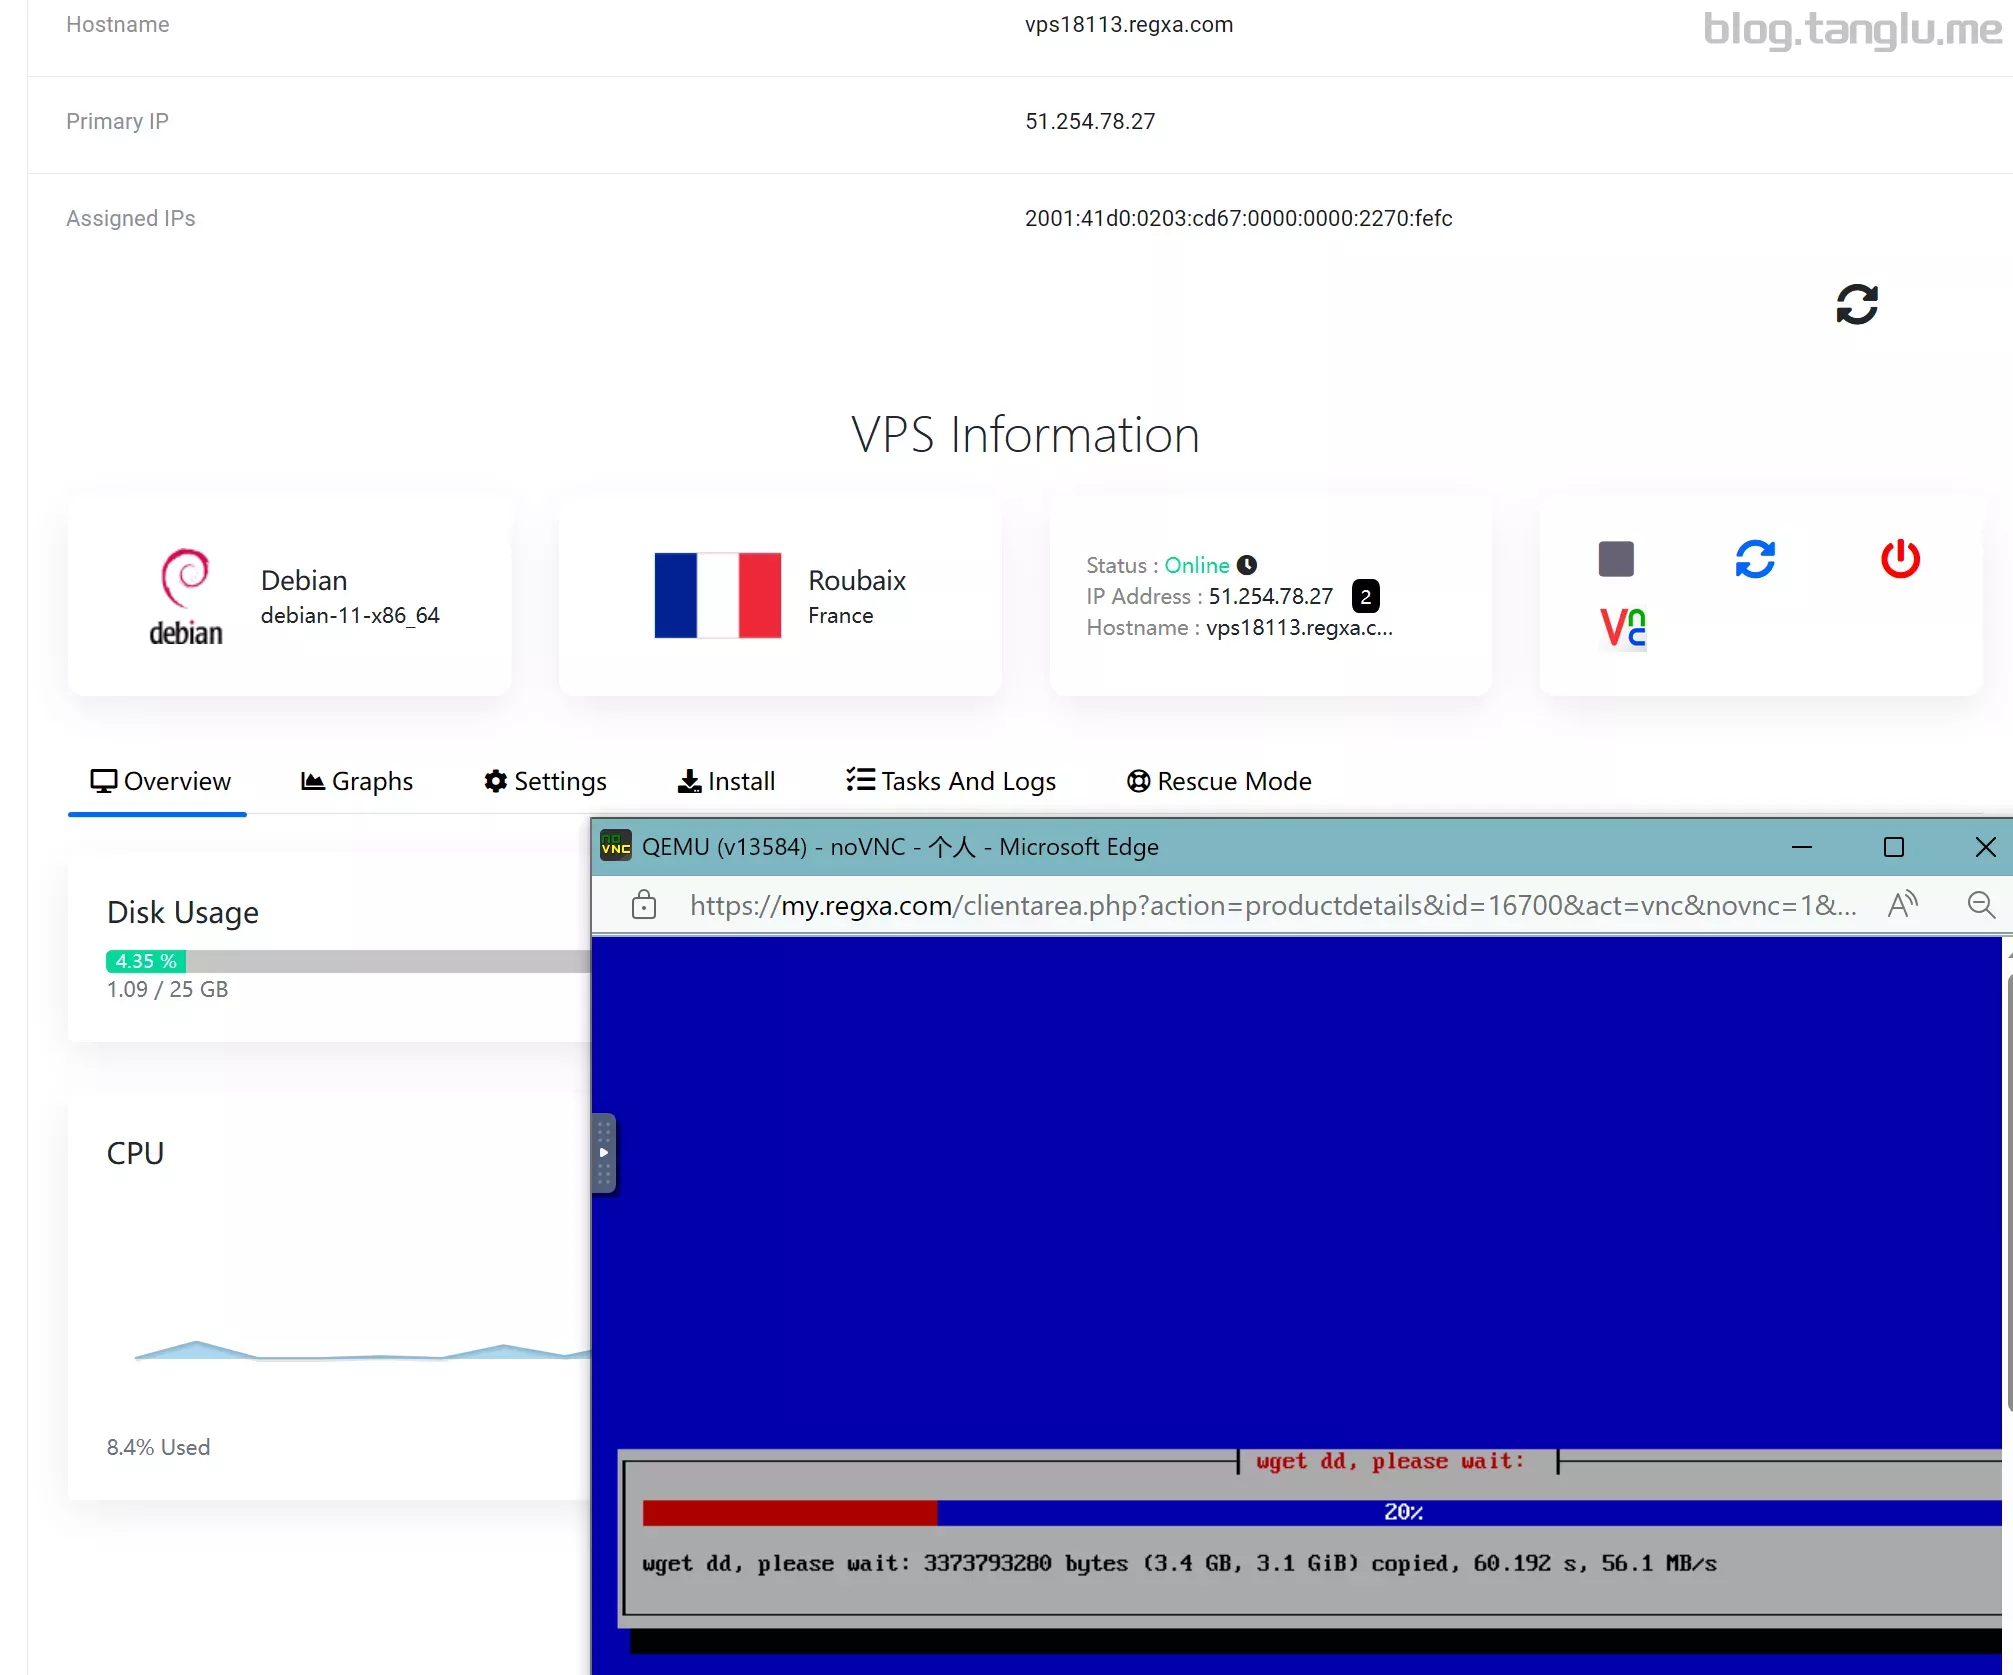 Hostname vps18113.regxa.com blog.tanglu.me
Primary IP 51.254.78.27
Assigned IPs 2001:41d0:0203:cd67:0000:0000:2270:fefc
VPS Information
debian
Debian
debian-11-x86_64
Roubaix
France
Status : Online
IP Address : 51.254.78.27 2
Hostname : vps18113.regxa.c...
Vnc
Overview Graphs Settings Install Tasks And Logs Rescue Mode
no VNC QEMU (v13584) - noVNC - 个人 - Microsoft Edge
https://my.regxa.com/clientarea.php?action=productdetails&id=16700&act=vnc&novnc=1&...
Disk Usage
4.35 %
1.09 / 25 GB
CPU
8.4% Used
wget dd, please wait:
20%
wget dd, please wait: 3373793280 bytes (3.4 GB, 3.1 GiB) copied, 60.192 s, 56.1 MB/s